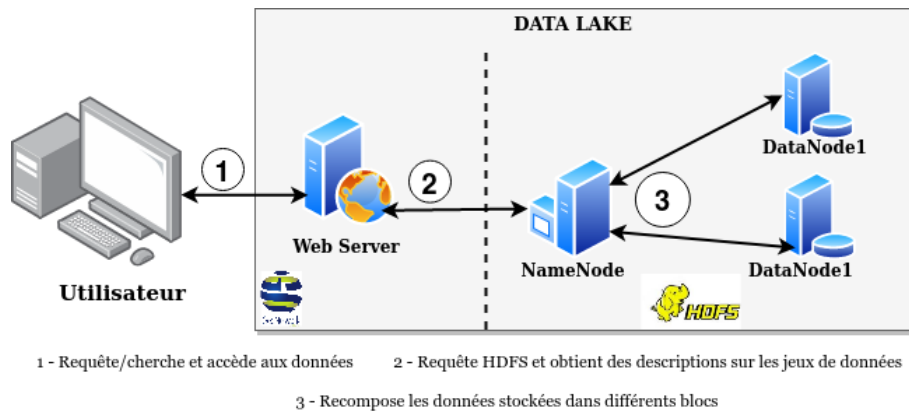 DATA LAKE
1
2
3
DataNode1
Web Server
NameNode
DataNode1
Utilisateur
HDFS
1 - Requête/cherche et accède aux données
2 - Requête HDFS et obtient des descriptions sur les jeux de données
3 - Recompose les données stockées dans différents blocs